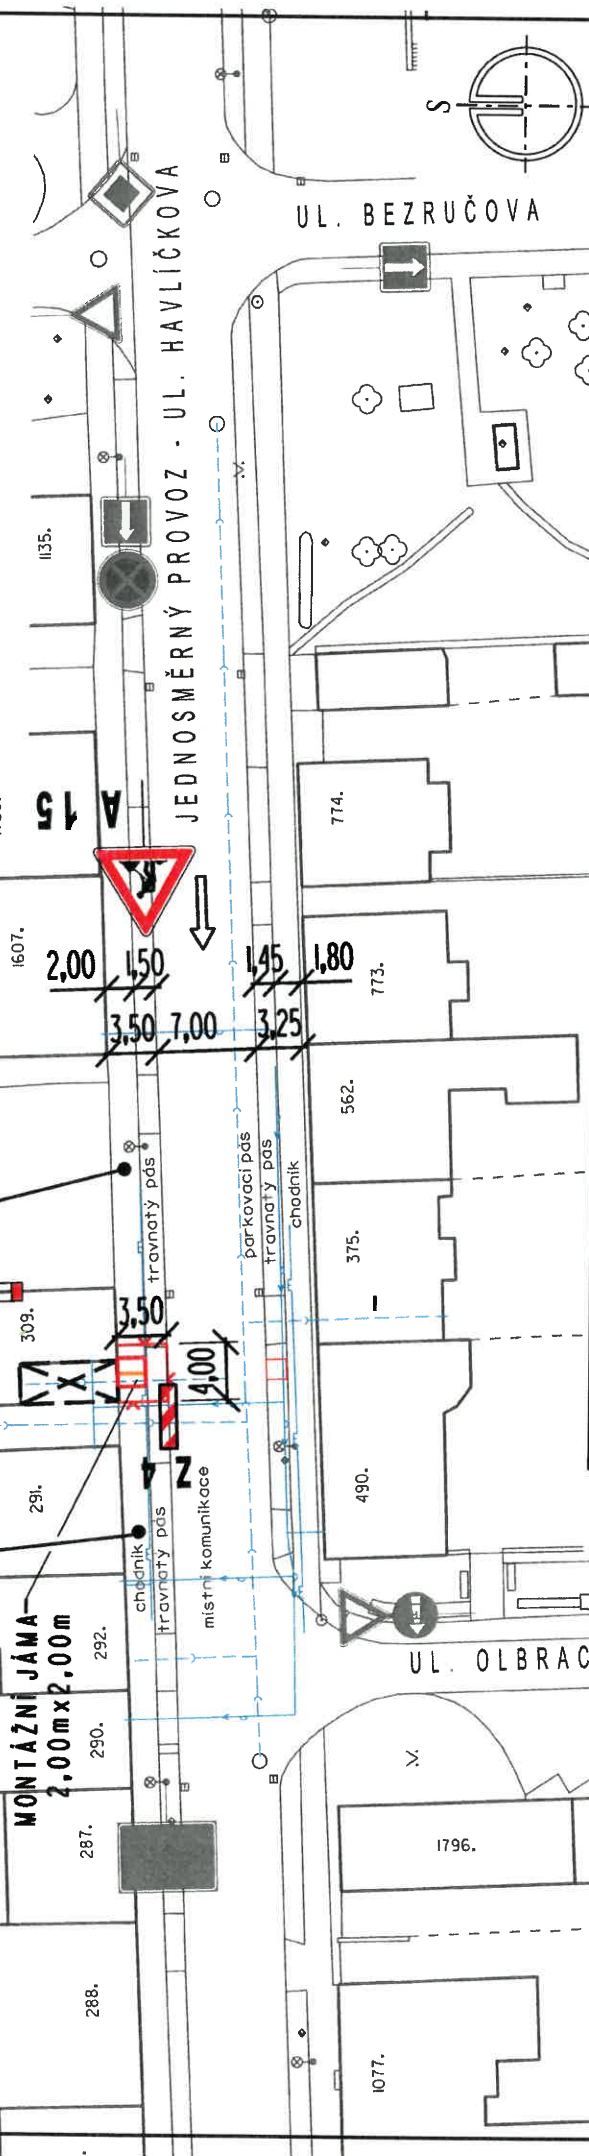 S
UL. BEZRUČOVA
JEDNOSMĚRNÝ PROVOZ - UL. HAVLÍČKOVA
1135.
A 15
774.
1607.
2,00
1,50
1,45
1,80
773.
3,50
7,00
3,25
562.
travnatý pás
parkovací pás
travnatý pás
chodník
375.
309.
3,50
4,00
X
Z 4
291.
490.
chodník
travnatý pás
místní komunikace
MONTÁŽNÍ JÁMA
2,00mx2,00m
292.
UL. OLBRAC
290.
287.
1796.
288.
1077.